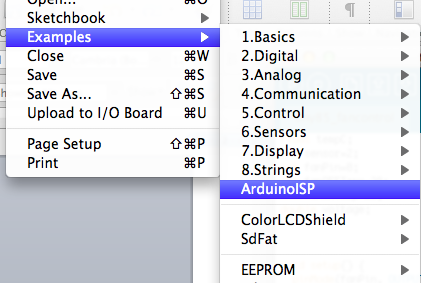 Open... ⌘O
Sketchbook
Examples
Close ⌘W
Save ⌘S
Save As... ⇧⌘S
Upload to I/O Board ⌘U
Page Setup ⇧⌘P
Print ⌘P
1.Basics
2.Digital
3.Analog
4.Communication
5.Control
6.Sensors
7.Display
8.Strings
ArduinoISP
ColorLCDShield
SdFat
EEPROM